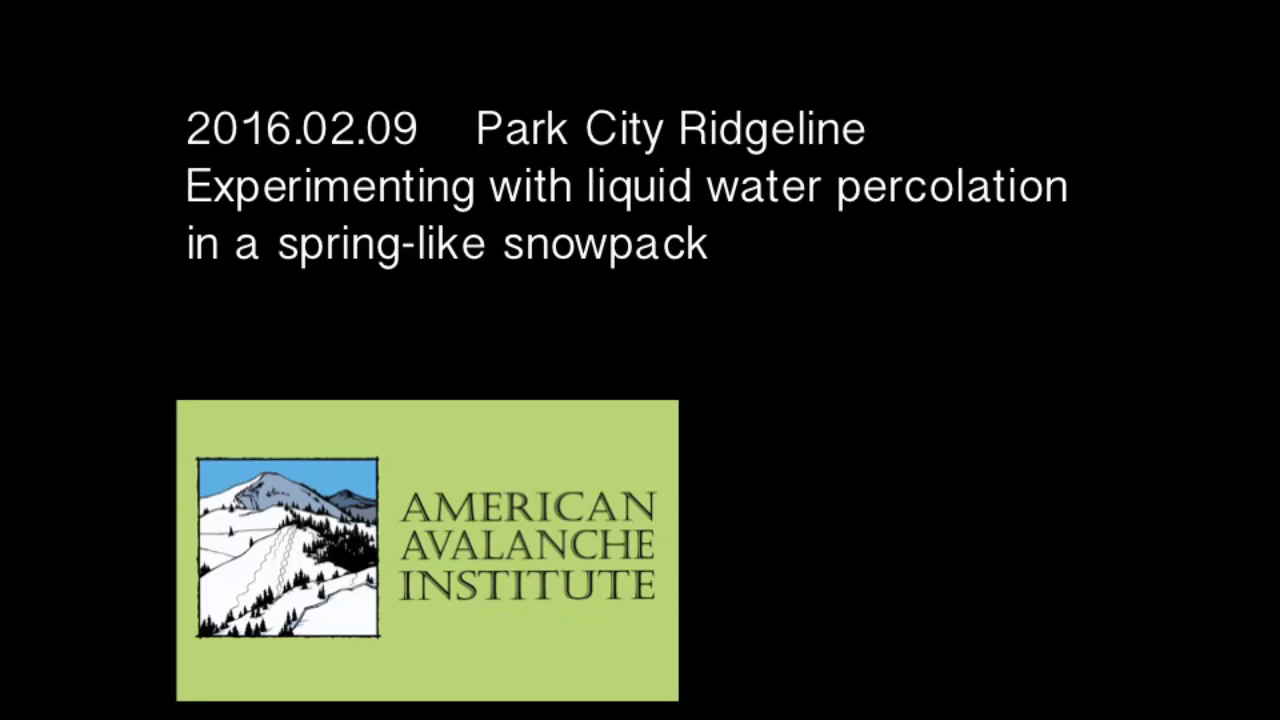 2016.02.09 Park City Ridgeline
Experimenting with liquid water percolation
in a spring-like snowpack
AMERICAN
AVALANCHE
INSTITUTE